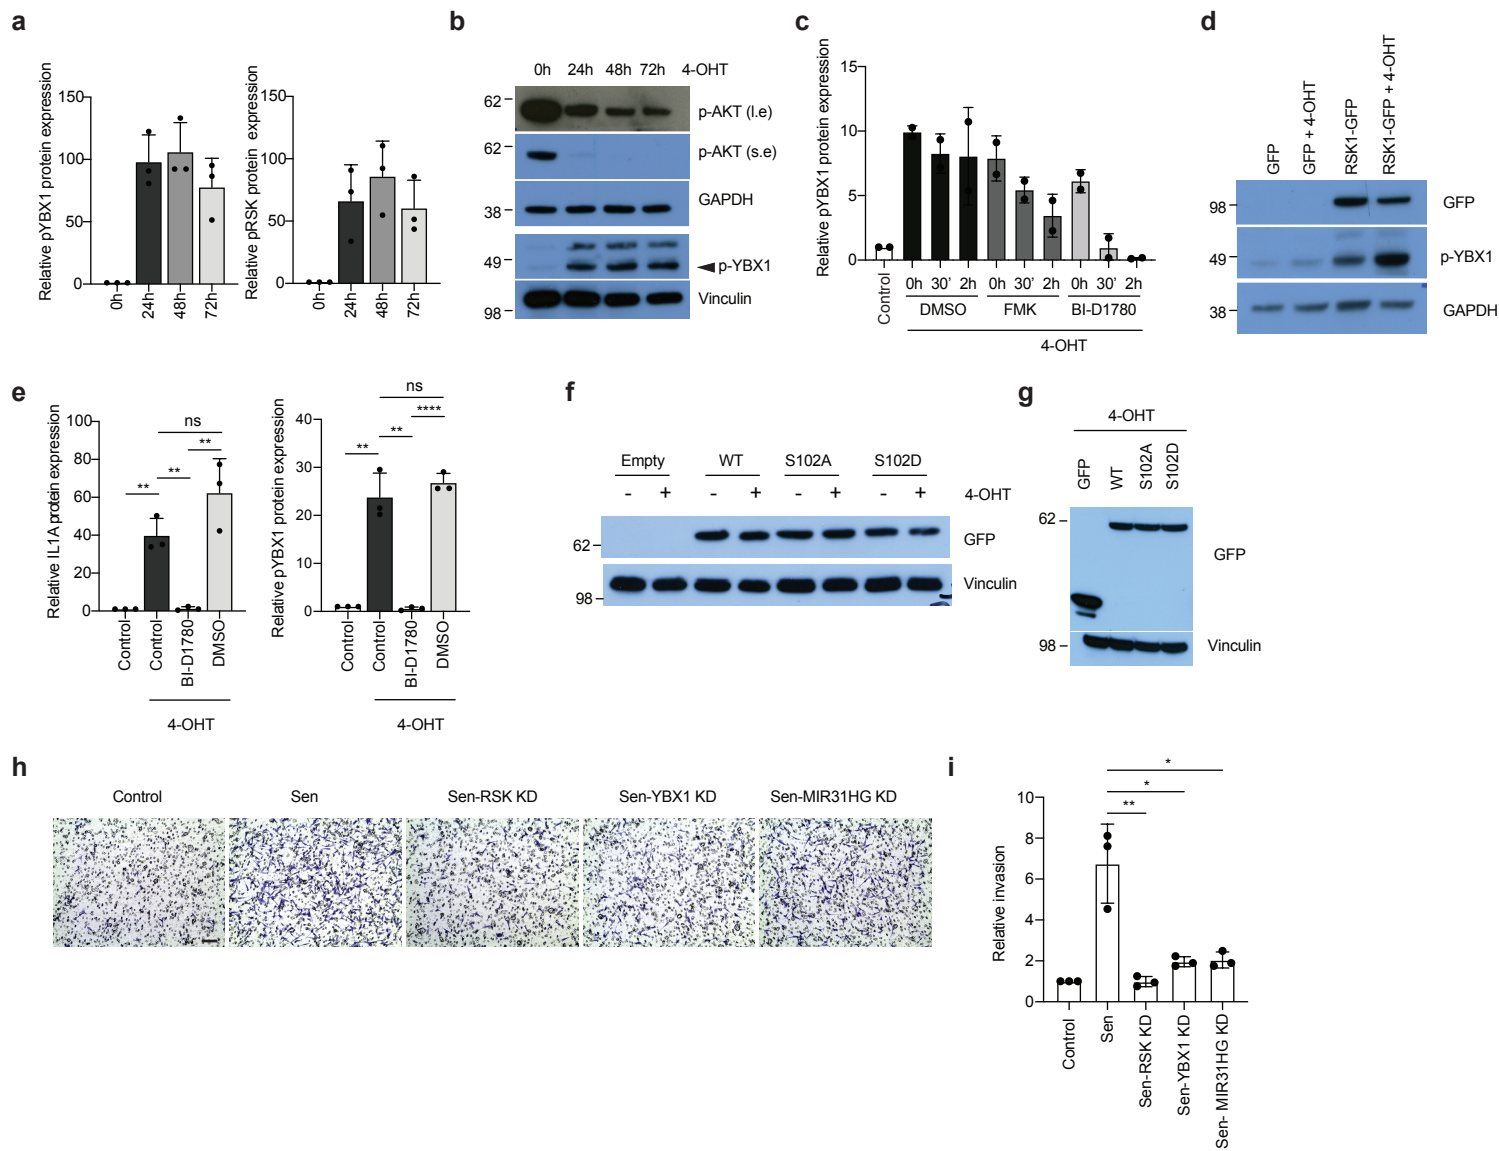 a
Relative pYBX1 protein expression
150
100
50
0
0h
24h
48h
72h
Relative pRSK protein expression
150
100
50
0
0h
24h
48h
72h
b
0h 24h 48h 72h 4-OHT
62
p-AKT (l.e)
62
p-AKT (s.e)
GAPDH
38
49
p-YBX1
Vinculin
98
c
Relative pYBX1 protein expression
15
10
5
0
Control
0h 30' 2h 0h 30' 2h 0h 30' 2h
DMSO FMK BI-D1780
4-OHT
d
GFP
GFP + 4-OHT
RSK1-GFP
RSK1-GFP + 4-OHT
98
GFP
49
p-YBX1
38
GAPDH
e
Relative IL1A protein expression
100
80
60
40
20
0
ns
**
**
**
Control
Control
BI-D1780
DMSO
4-OHT
Relative pYBX1 protein expression
40
30
20
10
0
ns
****
**
**
Control
Control
BI-D1780
DMSO
4-OHT
f
Empty WT S102A S102D
- + - + - + - + 4-OHT
62
GFP
98
Vinculin
g
4-OHT
GFP
WT
S102A
S102D
62
GFP
98
Vinculin
h
Control Sen Sen-RSK KD Sen-YBX1 KD Sen-MIR31HG KD
i
Relative invasion
10
8
6
4
2
0
*
*
**
Control
Sen
Sen-RSK KD
Sen-YBX1 KD
Sen- MIR31HG KD